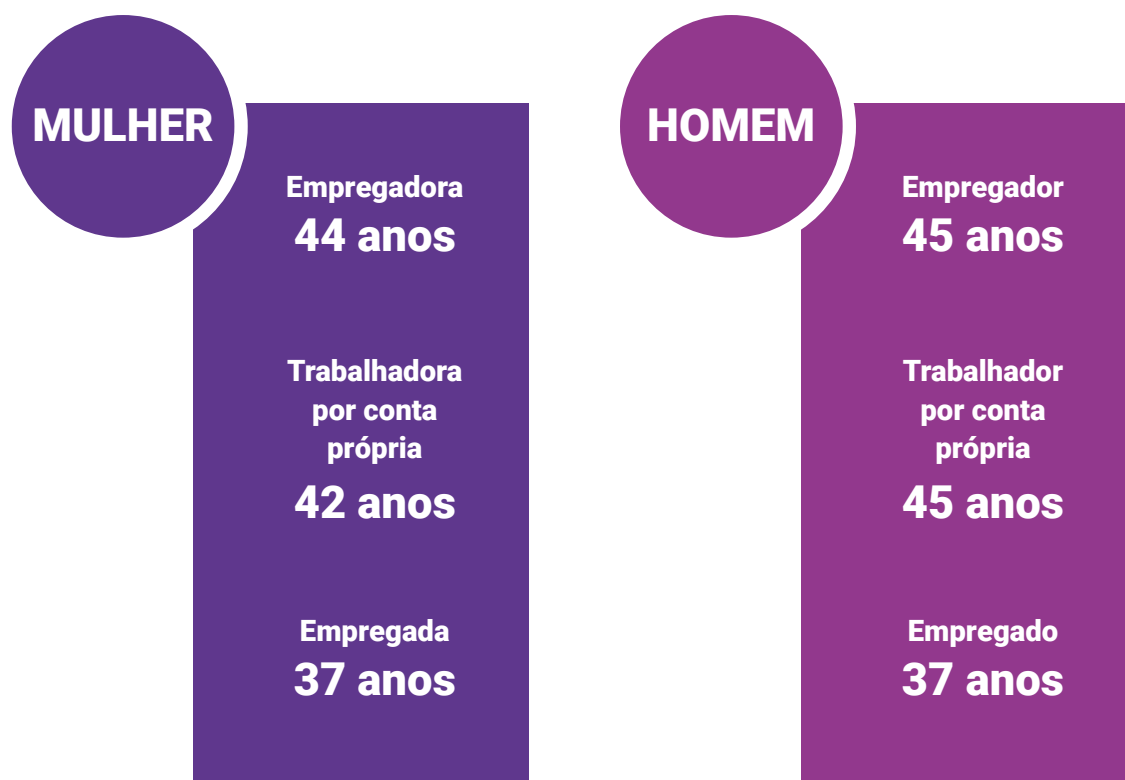 MULHER
Empregadora
44 anos
Trabalhadora
por conta
própria
42 anos
Empregada
37 anos
HOMEM
Empregador
45 anos
Trabalhador
por conta
própria
45 anos
Empregado
37 anos